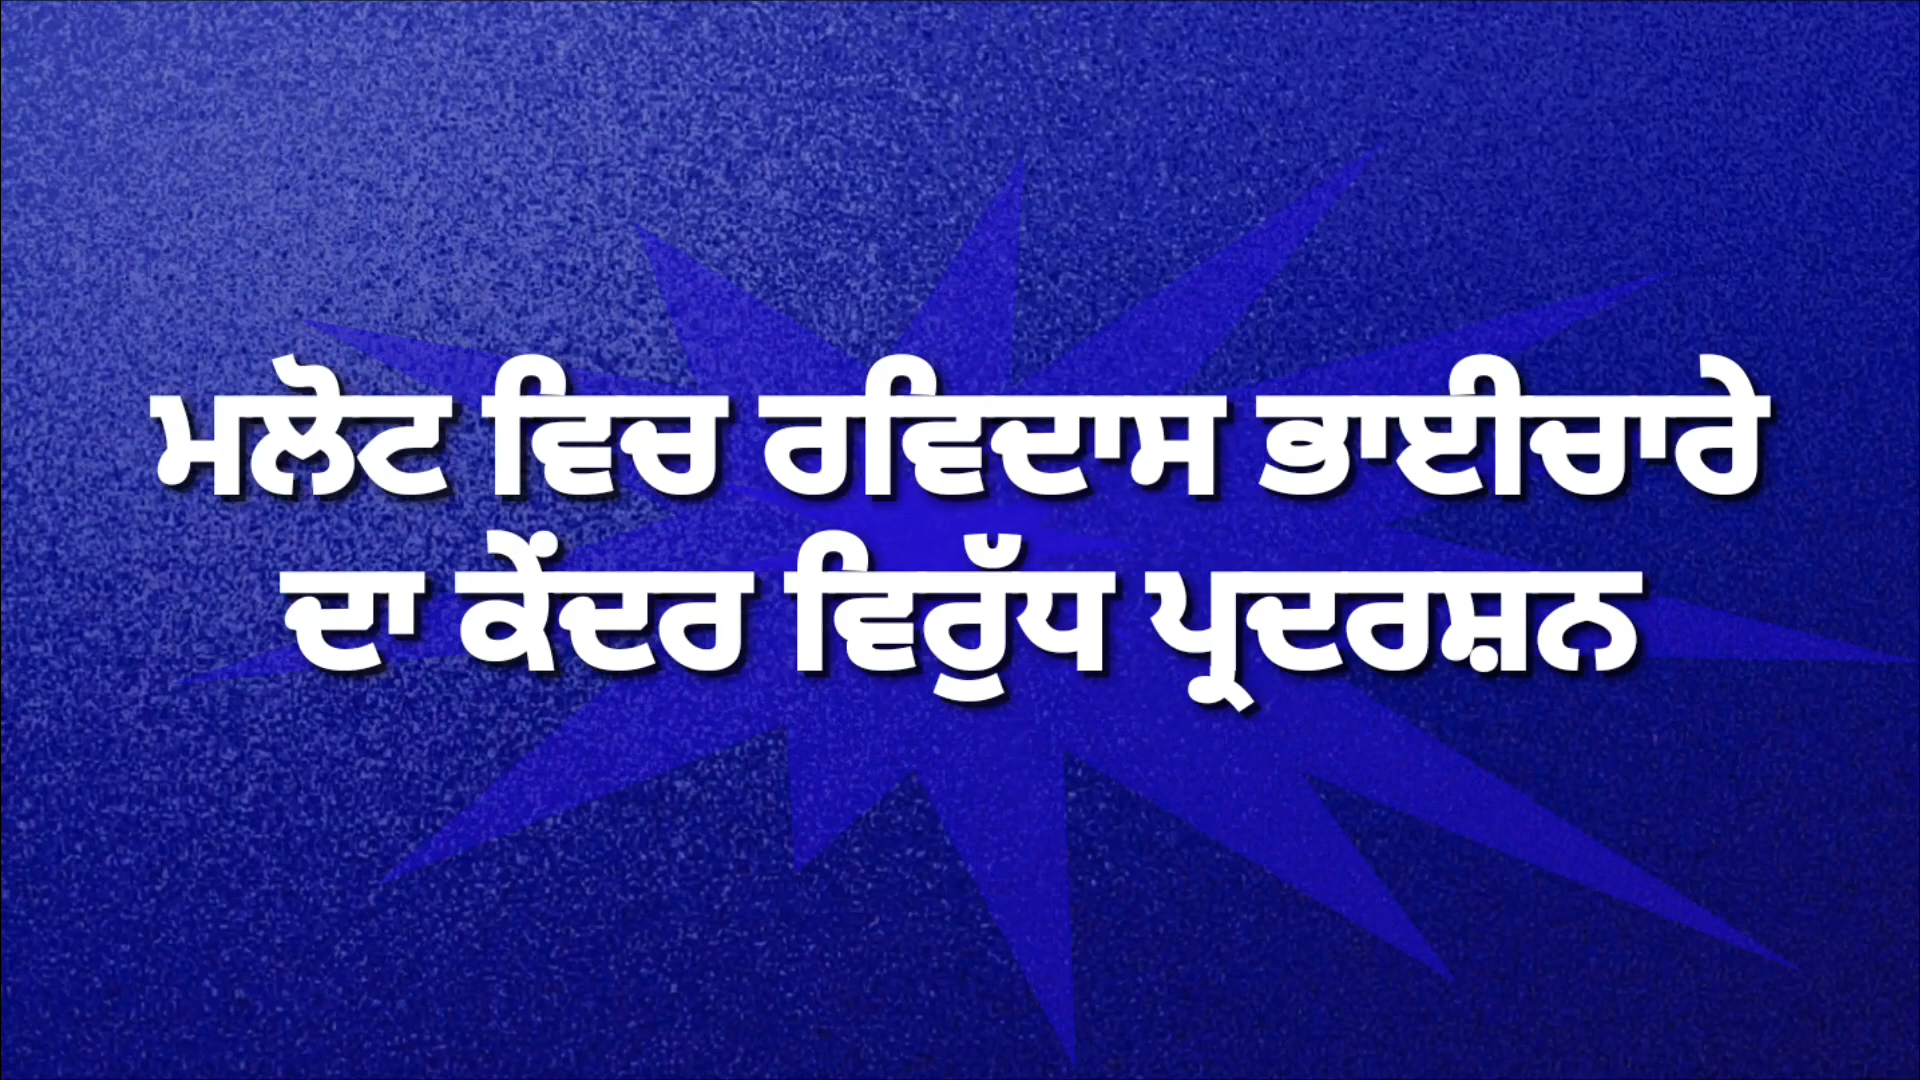 ਮਲੋਟ ਵਿਚ ਰਵਿਦਾਸ ਭਾਈਚਾਰੇ
ਦਾ ਕੇਂਦਰ ਵਿਰੁੱਧ ਪ੍ਰਦਰਸ਼ਨ